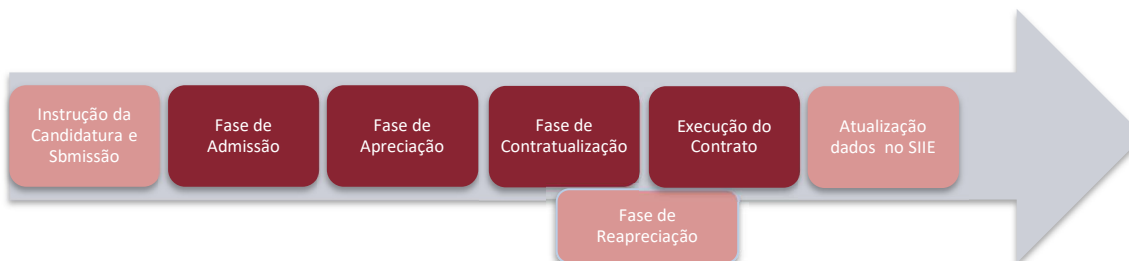 Instrução da
Candidatura e
Sbmissão
Fase de
Admissão
Fase de
Apreciação
Fase de
Contratualização
Execução do
Contrato
Atualização
dados no SIIE
Fase de
Reapreciação